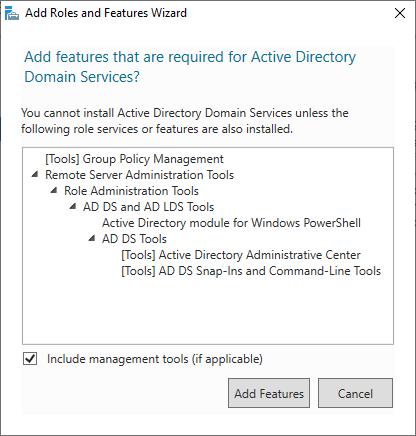 Add Roles and Features Wizard
Add features that are required for Active Directory
Domain Services?
You cannot install Active Directory Domain Services unless the
following role services or features are also installed.
[Tools] Group Policy Management
Remote Server Administration Tools
Role Administration Tools
AD DS and AD LDS Tools
Active Directory module for Windows PowerShell
AD DS Tools
[Tools] Active Directory Administrative Center
[Tools] AD DS Snap-Ins and Command-Line Tools
Include management tools (if applicable)
Add Features
Cancel